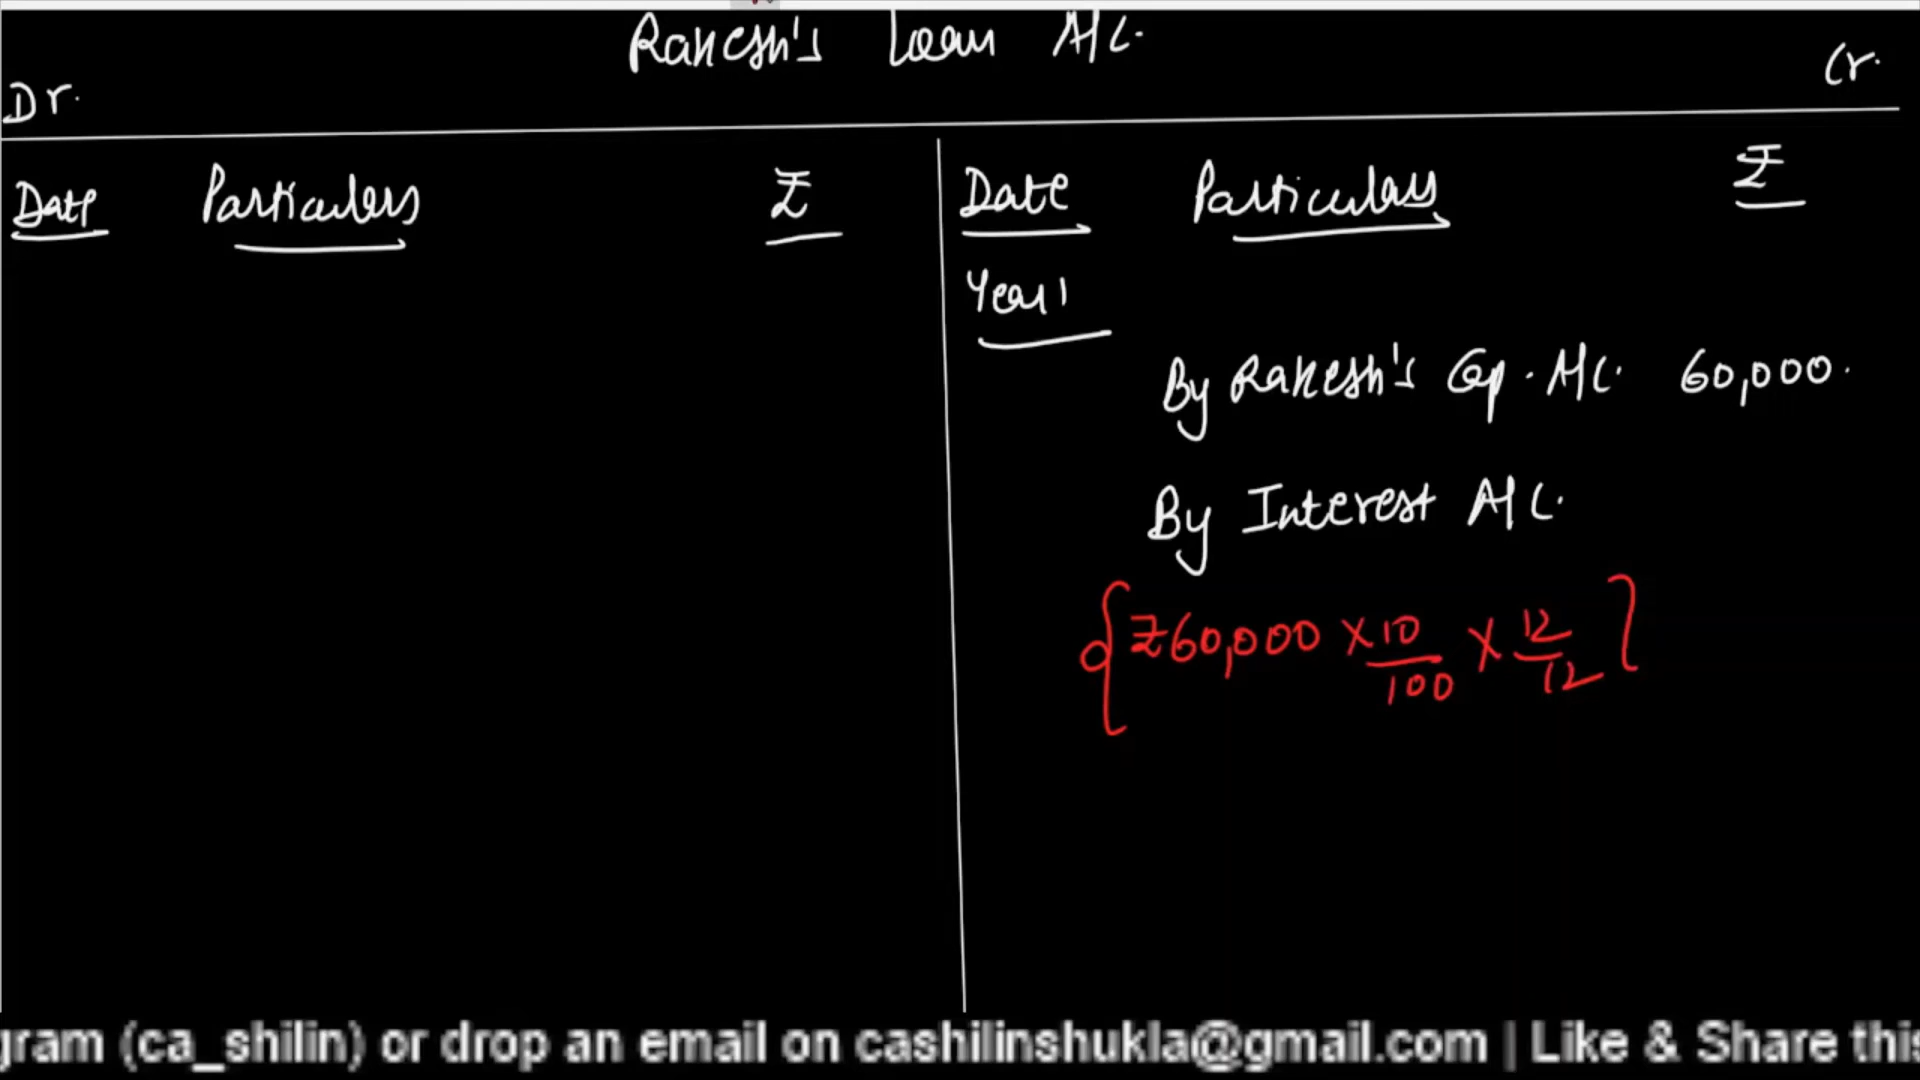 Rakesh's Loan A/C.
Dr. Cr.
Date Particulars ₹ Date Particulars ₹
Year 1
By Rakesh's Cap. A/C. 60,000.
By Interest A/C.
{₹60,000 X 10/100 X 12/12}
gram (ca_shilin) or drop an email on cashilinshukla@gmail.com | Like & Share this